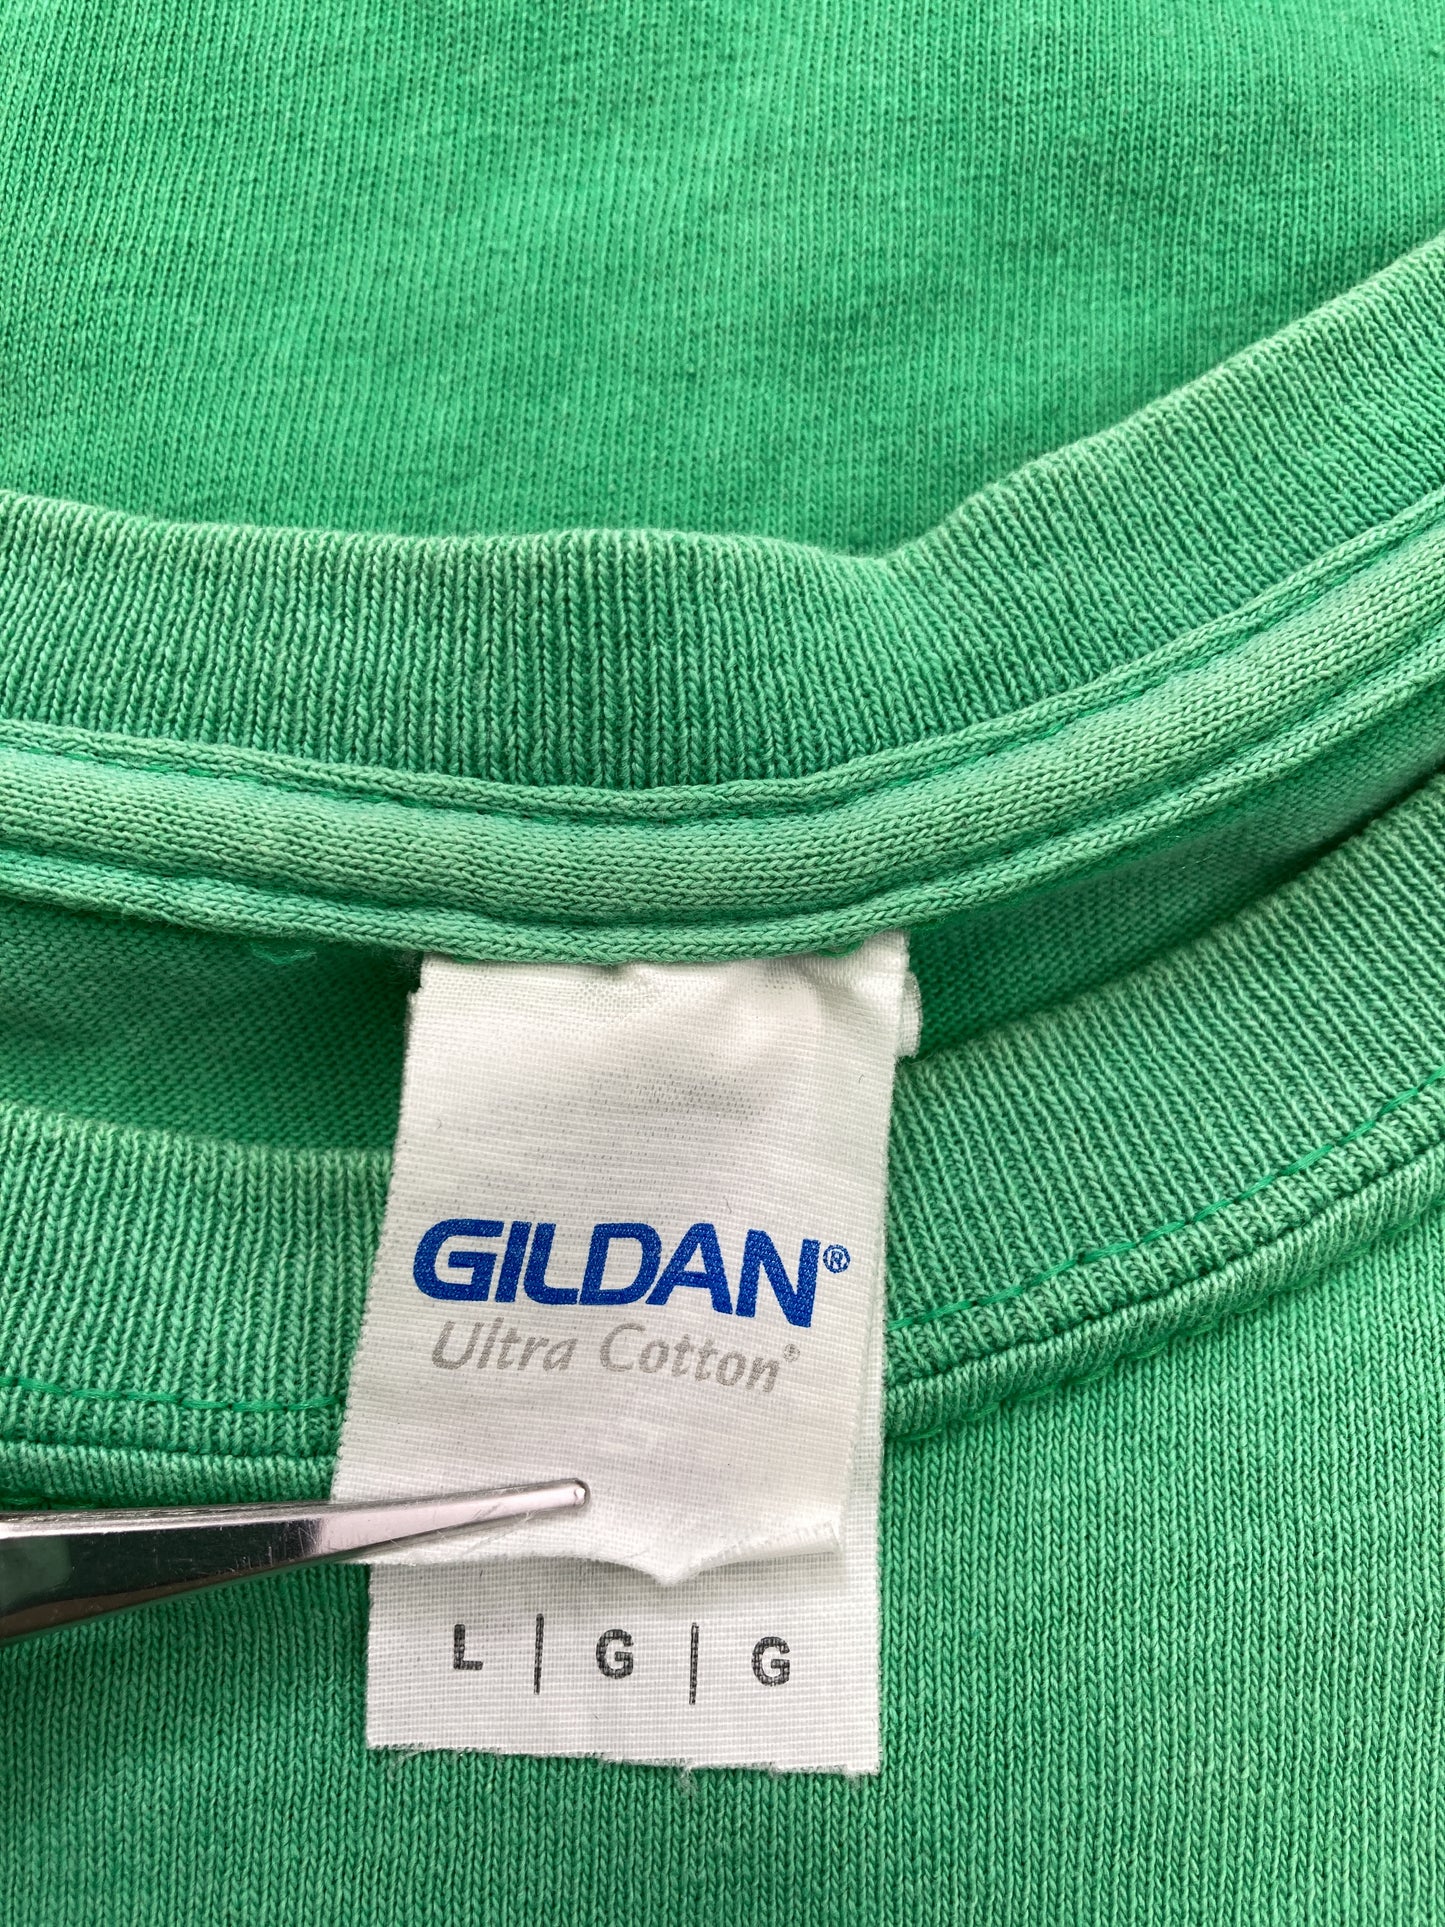 GILDAN®
Ultra Cotton®
L | G | G